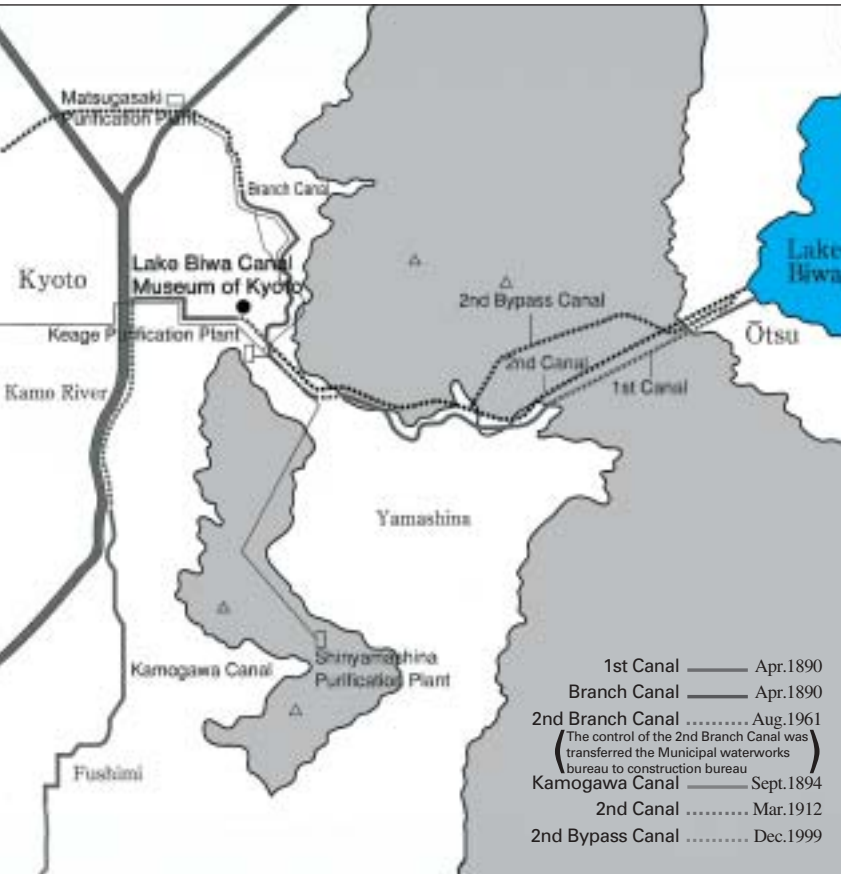 Matsugasaki
Purification Plant
Branch Canal
Lake Biwa Canal
Museum of Kyoto
Kyoto
Lake
Biwa
2nd Bypass Canal
Keage Purification Plant
Ōtsu
2nd Canal
1st Canal
Kamo River
Yamashina
Shinyamashina
Purification Plant
Kamogawa Canal
Fushimi
1st Canal Apr.1890
Branch Canal Apr.1890
2nd Branch Canal Aug.1961
(The control of the 2nd Branch Canal was
transferred the Municipal waterworks
bureau to construction bureau)
Kamogawa Canal Sept.1894
2nd Canal Mar.1912
2nd Bypass Canal Dec.1999